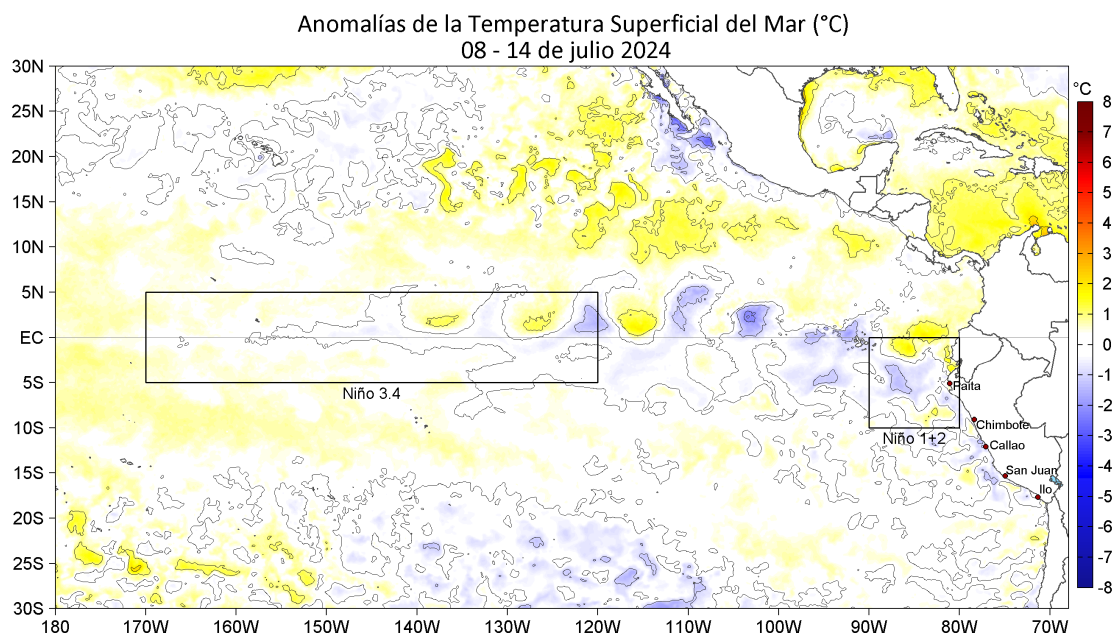 Anomalías de la Temperatura Superficial del Mar (°C)
08 - 14 de julio 2024
°C
30N
25N
20N
15N
10N
5N
EC
5S
10S
15S
20S
25S
30S
8
7
6
5
4
3
2
1
0
-1
-2
-3
-4
-5
-6
-7
-8
Niño 3.4
Niño 1+2
Paita
Chimbote
Callao
San Juan
Ilo
180
170W
160W
150W
140W
130W
120W
110W
100W
90W
80W
70W